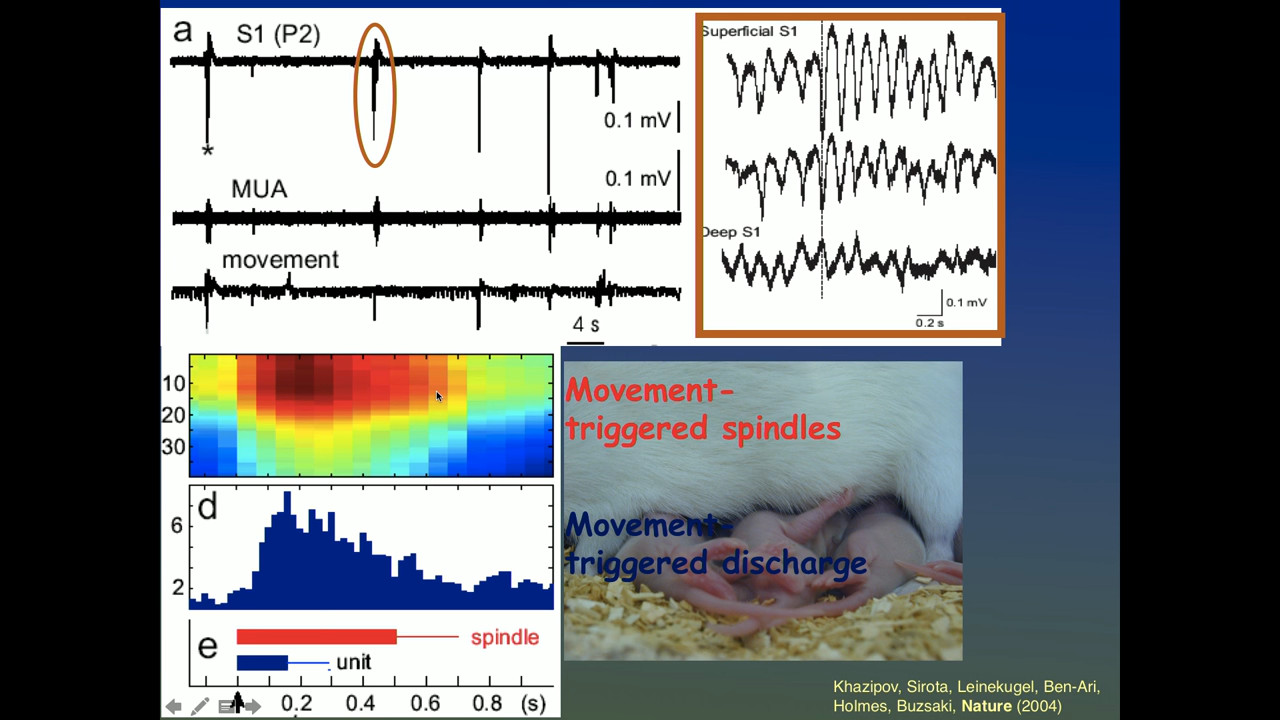 a
S1 (P2)
0.1 mV
*
0.1 mV
MUA
movement
4 s
Superficial S1
Deep S1
0.1 mV
0.2 s
10
20
30
d
6
2
e
spindle
unit
0.2 0.4 0.6 0.8 (s)
Movement-
triggered spindles
Movement-
triggered discharge
Khazipov, Sirota, Leinekugel, Ben-Ari,
Holmes, Buzsaki, Nature (2004)